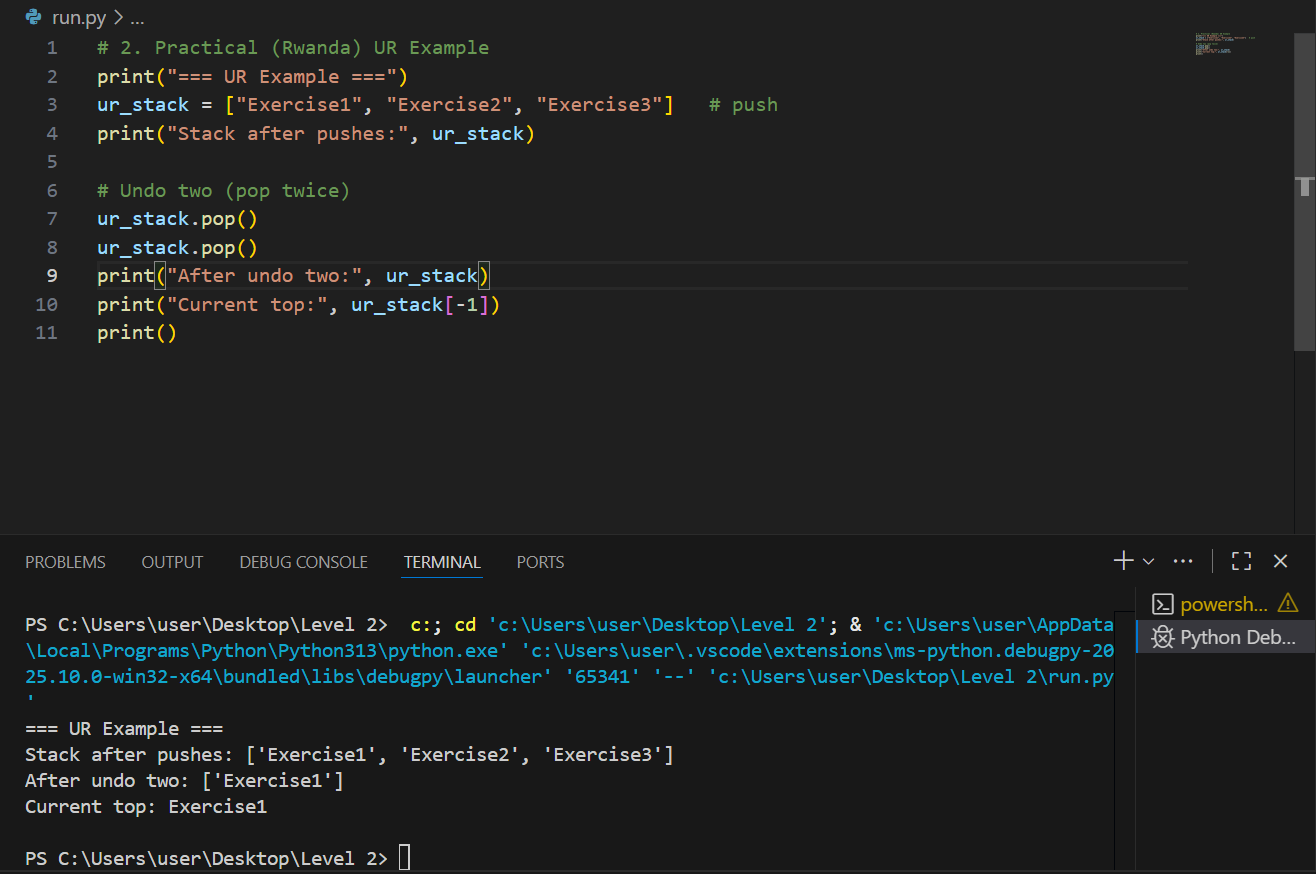 run.py > ...
1 # 2. Practical (Rwanda) UR Example
2 print("=== UR Example ===")
3 ur_stack = ["Exercise1", "Exercise2", "Exercise3"]   # push
4 print("Stack after pushes:", ur_stack)
5
6 # Undo two (pop twice)
7 ur_stack.pop()
8 ur_stack.pop()
9 print("After undo two:", ur_stack)
10 print("Current top:", ur_stack[-1])
11 print()
PROBLEMS OUTPUT DEBUG CONSOLE TERMINAL PORTS
powersh...
Python Deb...
PS C:\Users\user\Desktop\Level 2>  c:; cd 'c:\Users\user\Desktop\Level 2'; & 'c:\Users\user\AppData
\Local\Programs\Python\Python313\python.exe' 'c:\Users\user\.vscode\extensions\ms-python.debugpy-20
25.10.0-win32-x64\bundled\libs\debugpy\launcher' '65341' '--' 'c:\Users\user\Desktop\Level 2\run.py
'
=== UR Example ===
Stack after pushes: ['Exercise1', 'Exercise2', 'Exercise3']
After undo two: ['Exercise1']
Current top: Exercise1
PS C:\Users\user\Desktop\Level 2>